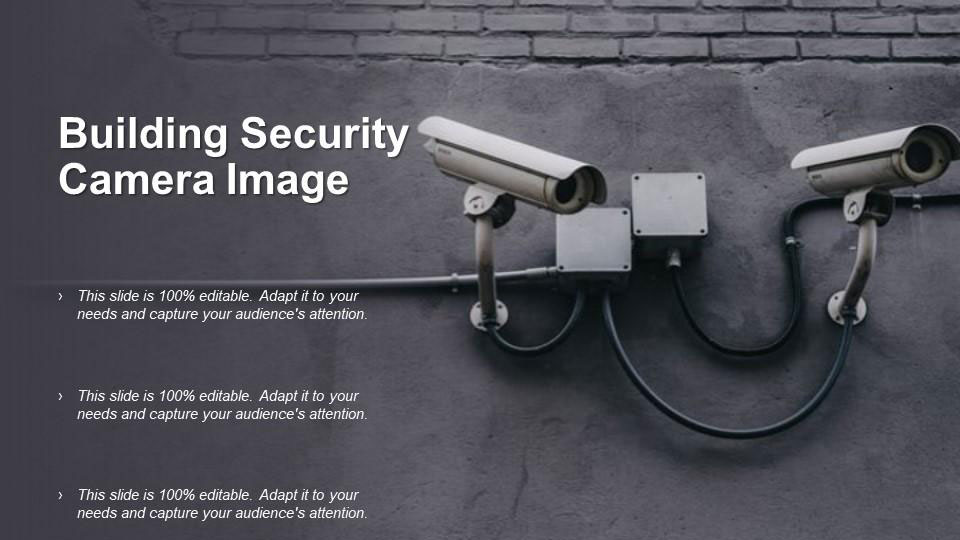 Building Security
Camera Image
› This slide is 100% editable. Adapt it to your
needs and capture your audience's attention.
› This slide is 100% editable. Adapt it to your
needs and capture your audience's attention.
› This slide is 100% editable. Adapt it to your
needs and capture your audience's attention.